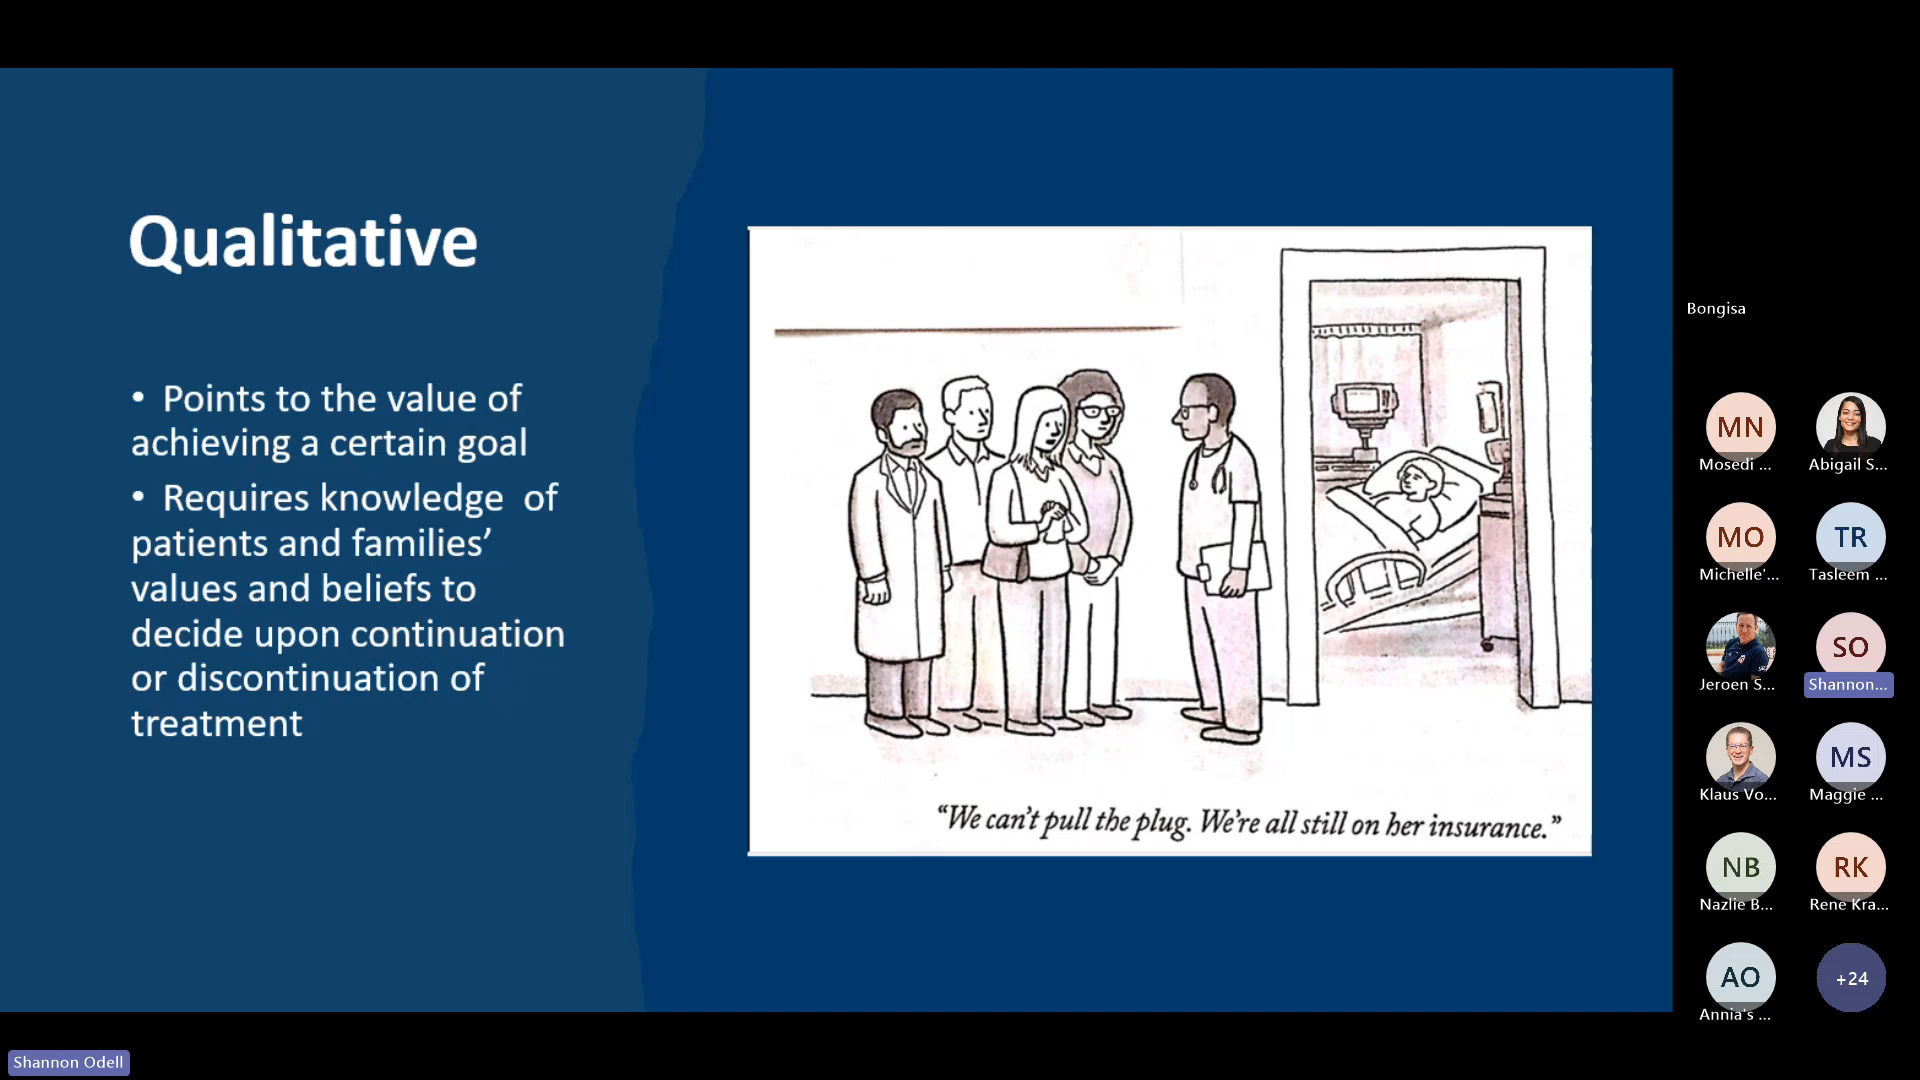 Qualitative
• Points to the value of
achieving a certain goal
• Requires knowledge  of
patients and families’
values and beliefs to
decide upon continuation
or discontinuation of
treatment
“We can’t pull the plug. We’re all still on her insurance.”
Bongisa
MN
Mosedi ...
Abigail S...
MO
Michelle'...
TR
Tasleem ...
Jeroen S...
SO
Shannon...
Klaus Vo...
MS
Maggie ...
NB
Nazlie B...
RK
Rene Kra...
AO
Annia's ...
+24
Shannon Odell